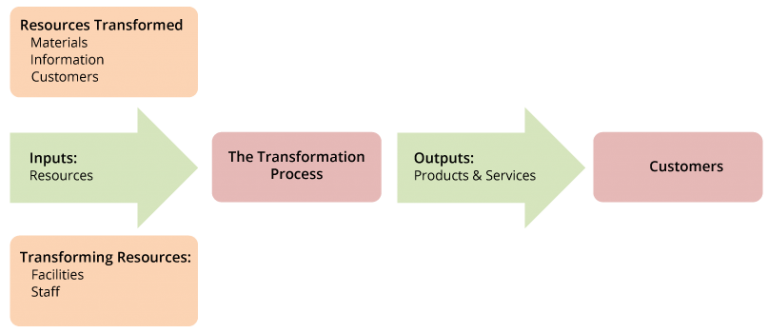 Resources Transformed
Materials
Information
Customers
Inputs:
Resources
The Transformation
Process
Outputs:
Products & Services
Customers
Transforming Resources:
Facilities
Staff